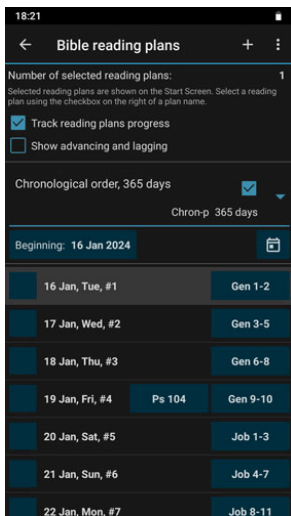 18:21
Bible reading plans
Number of selected reading plans: 1
Selected reading plans are shown on the Start Screen. Select a reading
plan using the checkbox on the right of a plan name.
Track reading plans progress
Show advancing and lagging
Chronological order, 365 days
Chron-p 365 days
Beginning: 16 Jan 2024
16 Jan, Tue, #1 Gen 1-2
17 Jan, Wed, #2 Gen 3-5
18 Jan, Thu, #3 Gen 6-8
19 Jan, Fri, #4 Ps 104 Gen 9-10
20 Jan, Sat, #5 Job 1-3
21 Jan, Sun, #6 Job 4-7
22 Jan, Mon, #7 Job 8-11